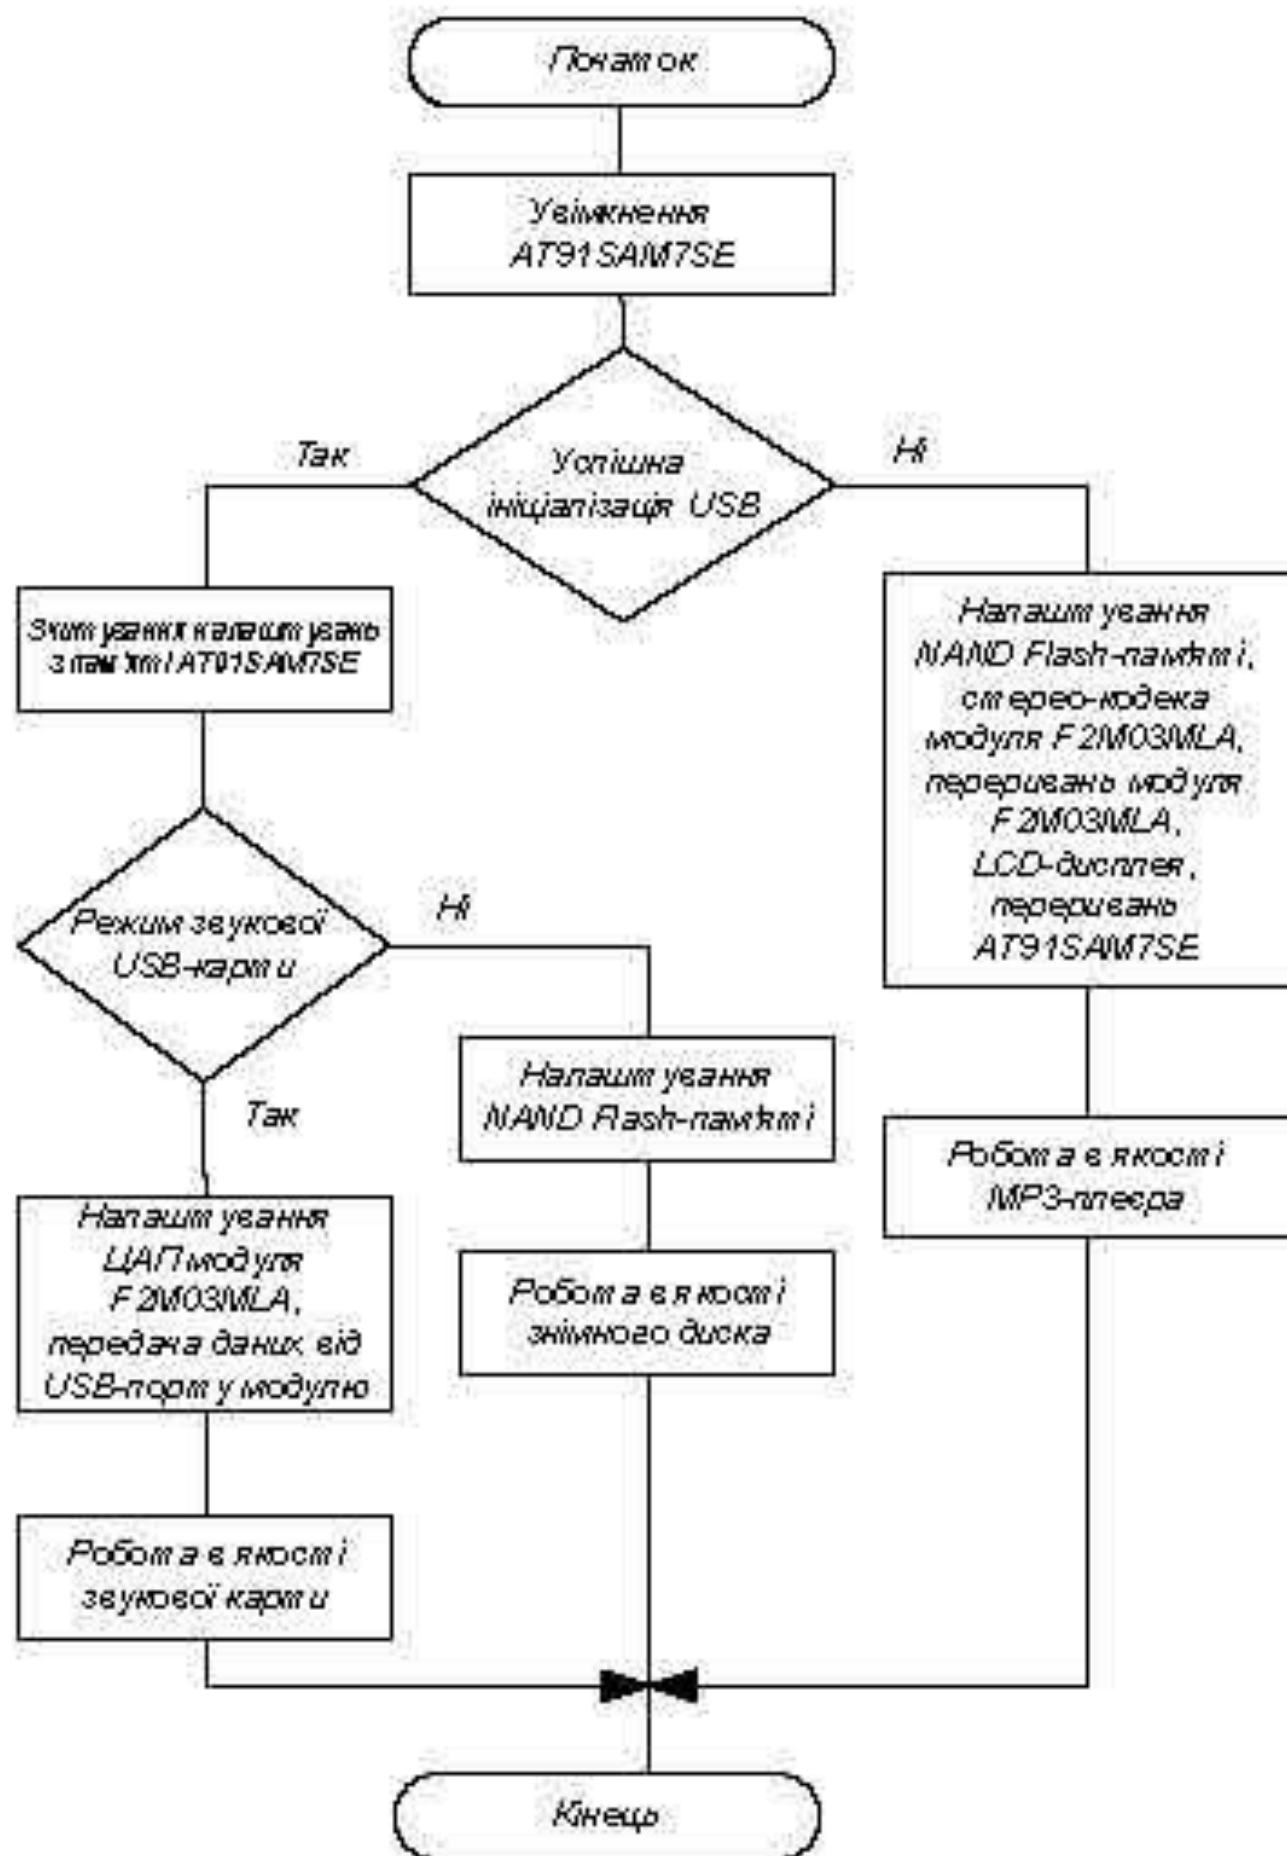 Початок
Увімкнення
AT91SAM7SE
Успішна
ініціалізація USB
Так
Ні
Зчитування налаштувань
з пам'яті AT91SAM7SE
Налаштування
NAND Flash-пам'яті,
стерео-кодека
модуля F2M03MLA,
переривань модуля
F2M03MLA,
LCD-дисплея,
переривань
AT91SAM7SE
Режим звукової
USB-карти
Ні
Так
Налаштування
NAND Flash-пам'яті
Робота в якості
MP3-плеєра
Налаштування
ЦАП модуля
F2M03MLA,
передача даних від
USB-порту модулю
Робота в якості
знімного диска
Робота в якості
звукової карти
Кінець